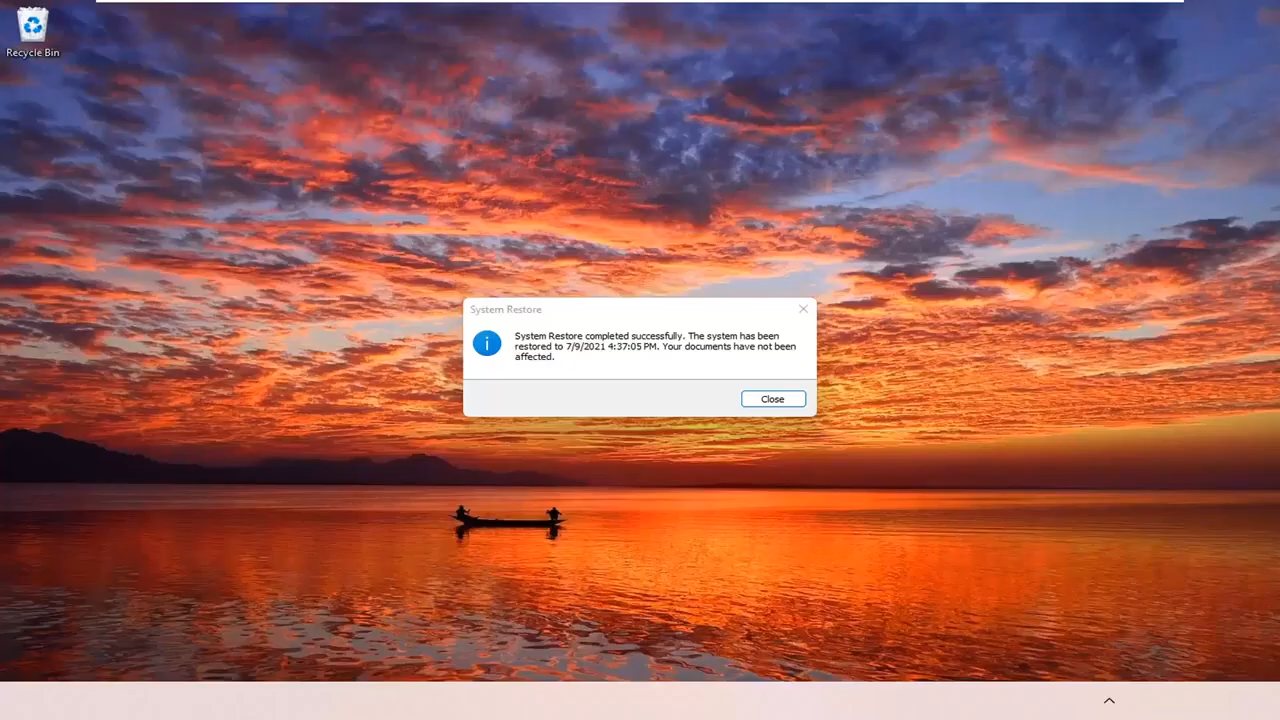 Recycle Bin
System Restore
System Restore completed successfully. The system has been
restored to 7/9/2021 4:37:05 PM. Your documents have not been
affected.
Close